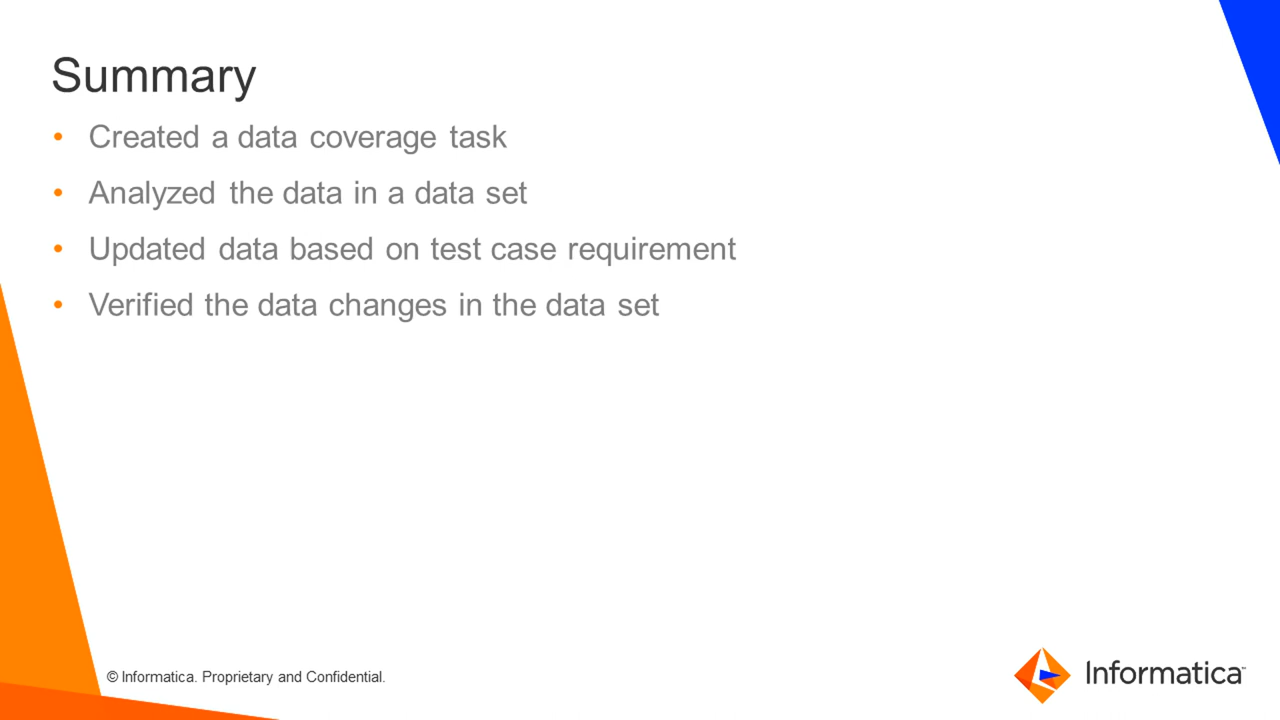 Summary
• Created a data coverage task
• Analyzed the data in a data set
• Updated data based on test case requirement
• Verified the data changes in the data set
© Informatica. Proprietary and Confidential.
Informatica™